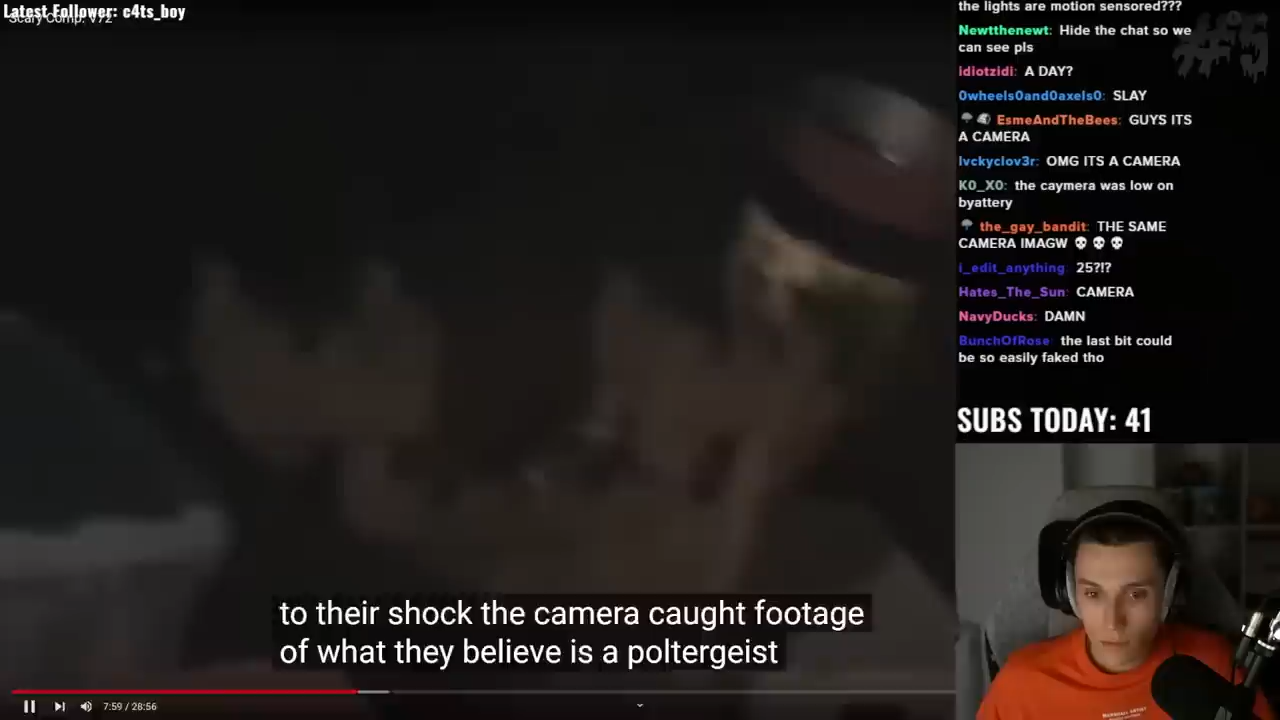 Latest Follower: c4ts_boy
Scary Comp. V72
the lights are motion sensored???
Newtthenewt: Hide the chat so we
can see pls
idiotzidi: A DAY?
0wheels0and0axels0: SLAY
EsmeAndTheBees: GUYS ITS
A CAMERA
lvckyclov3r: OMG ITS A CAMERA
K0_X0: the caymera was low on
byattery
the_gay_bandit: THE SAME
CAMERA IMAGW 💀 💀 💀
i_edit_anything: 25?!?
Hates_The_Sun: CAMERA
NavyDucks: DAMN
BunchOfRose: the last bit could
be so easily faked tho
#5
SUBS TODAY: 41
to their shock the camera caught footage
of what they believe is a poltergeist
7:59 / 28:56